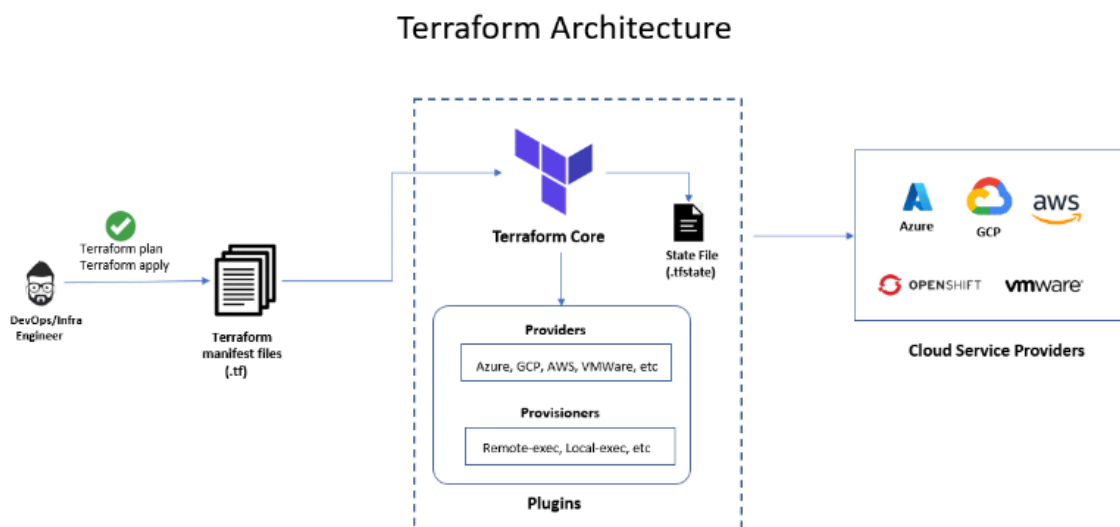 Terraform Architecture
Terraform plan
Terraform apply
DevOps/Infra
Engineer
Terraform
manifest files
(.tf)
Terraform Core
State File
(.tfstate)
Providers
Azure, GCP, AWS, VMWare, etc
Provisioners
Remote-exec, Local-exec, etc
Plugins
Azure
GCP
aws
OPENSHIFT
vmware
Cloud Service Providers